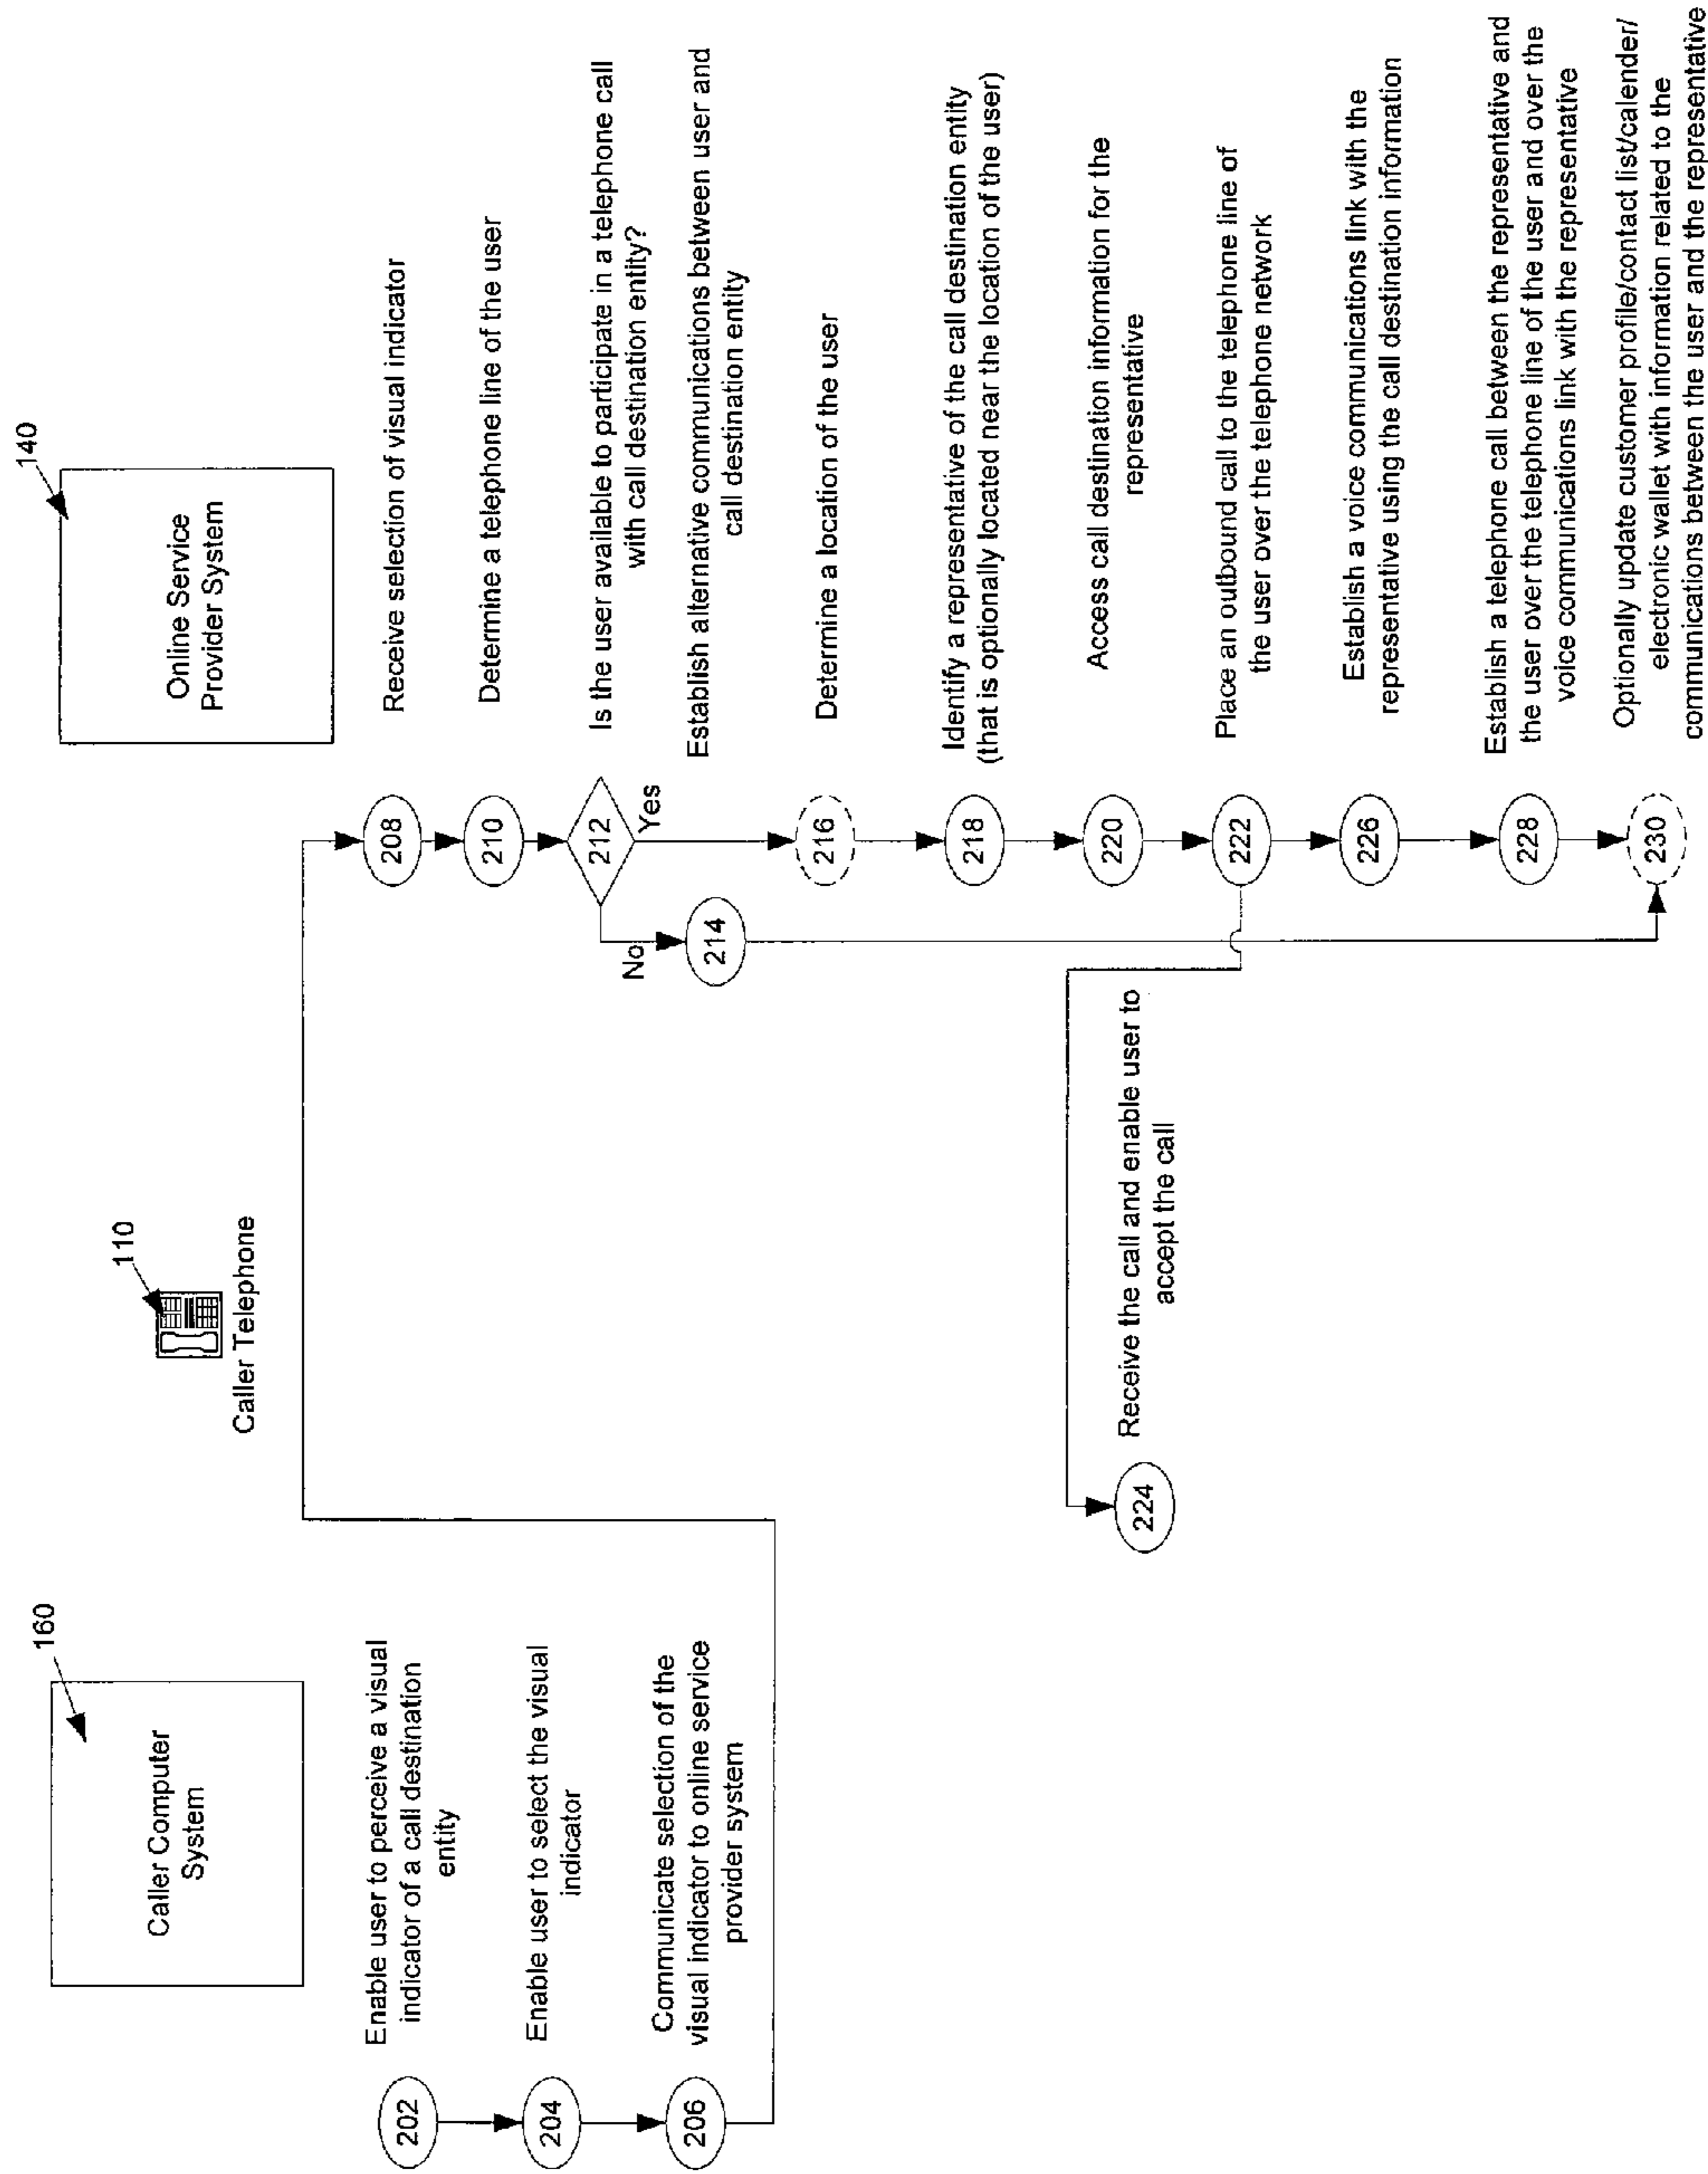 160
Caller Computer
System
110
Caller Telephone
140
Online Service
Provider System
202
Enable user to perceive a visual
indicator of a call destination
entity
204
Enable user to select the visual
indicator
206
Communicate selection of the
visual indicator to online service
provider system
208
Receive selection of visual indicator
210
Determine a telephone line of the user
212
Is the user available to participate in a telephone call
with call destination entity?
Yes
No
214
Establish alternative communications between user and
call destination entity
216
Determine a location of the user
218
Identify a representative of the call destination entity
(that is optionally located near the location of the user)
220
Access call destination information for the
representative
222
Place an outbound call to the telephone line of
the user over the telephone network
224
Receive the call and enable user to
accept the call
226
Establish a voice communications link with the
representative using the call destination information
228
Establish a telephone call between the representative and
the user over the telephone line of the user and over the
voice communications link with the representative
230
Optionally update customer profile/contact list/calender/
electronic wallet with information related to the
communications between the user and the representative